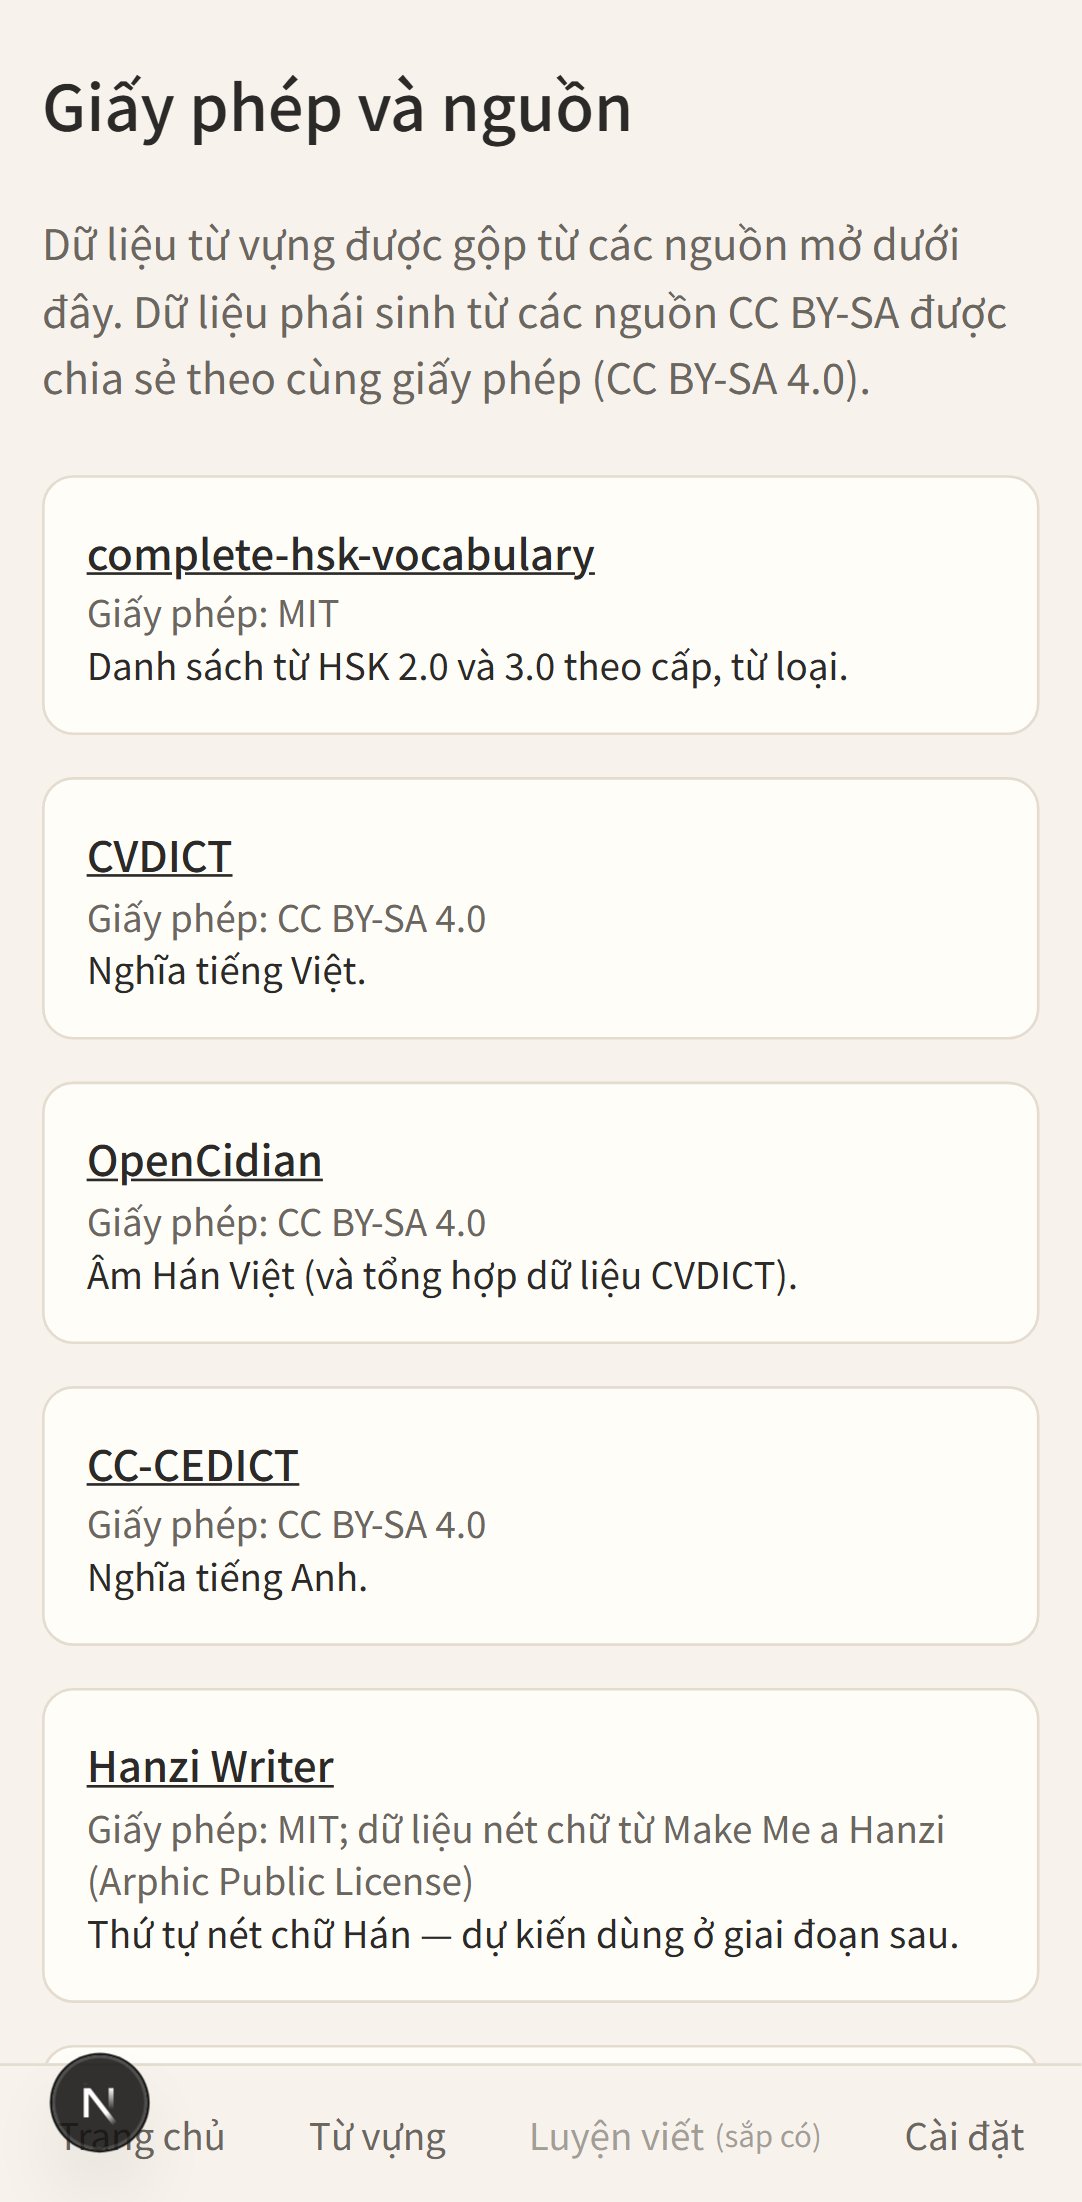 Giấy phép và nguồn
Dữ liệu từ vựng được gộp từ các nguồn mở dưới
đây. Dữ liệu phái sinh từ các nguồn CC BY-SA được
chia sẻ theo cùng giấy phép (CC BY-SA 4.0).
complete-hsk-vocabulary
Giấy phép: MIT
Danh sách từ HSK 2.0 và 3.0 theo cấp, từ loại.
CVDICT
Giấy phép: CC BY-SA 4.0
Nghĩa tiếng Việt.
OpenCidian
Giấy phép: CC BY-SA 4.0
Âm Hán Việt (và tổng hợp dữ liệu CVDICT).
CC-CEDICT
Giấy phép: CC BY-SA 4.0
Nghĩa tiếng Anh.
Hanzi Writer
Giấy phép: MIT; dữ liệu nét chữ từ Make Me a Hanzi
(Arphic Public License)
Thứ tự nét chữ Hán — dự kiến dùng ở giai đoạn sau.
N
Trang chủ Từ vựng Luyện viết (sắp có) Cài đặt